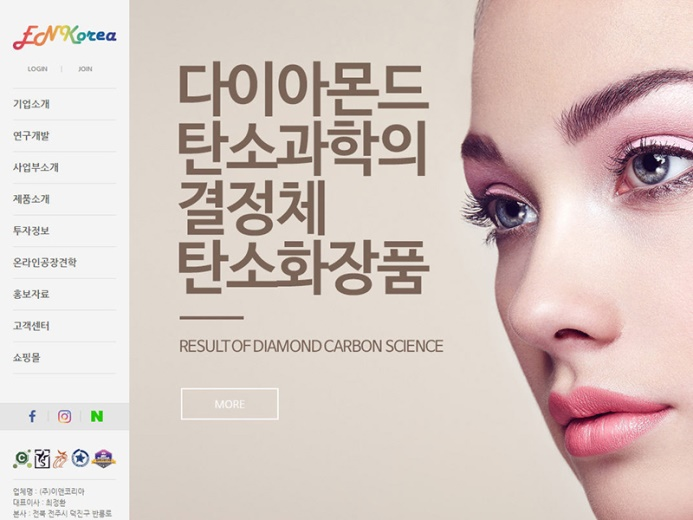 ENKorea
LOGIN | JOIN
기업소개
연구개발
사업부소개
제품소개
투자정보
온라인공장견학
홍보자료
고객센터
쇼핑몰
업체명 : (주)이앤코리아
대표이사 : 최정환
본사 : 전북 전주시 덕진구 반룡로
다이아몬드
탄소과학의
결정체
탄소화장품
RESULT OF DIAMOND CARBON SCIENCE
MORE